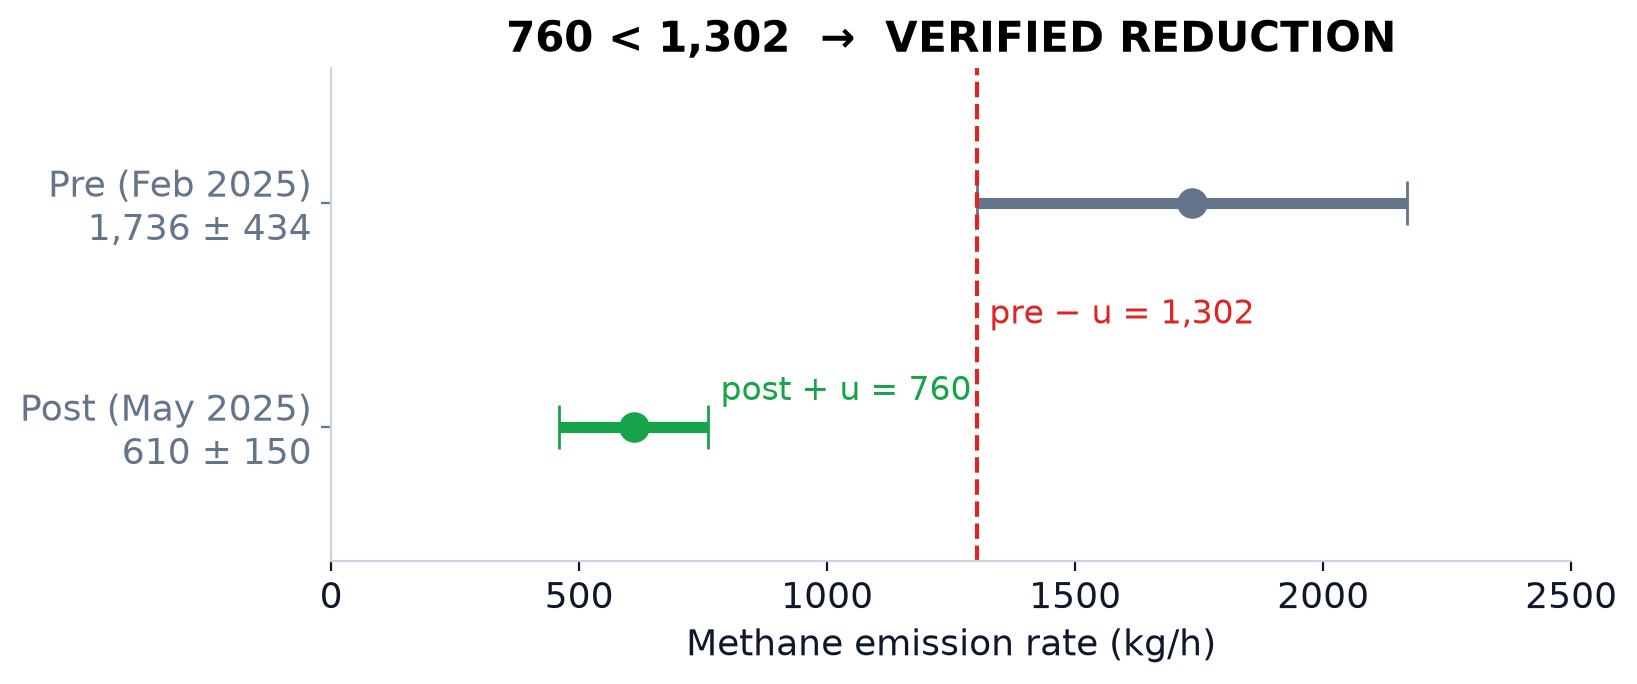 760 < 1,302 → VERIFIED REDUCTION
Pre (Feb 2025)
1,736 ± 434
pre − u = 1,302
post + u = 760
Post (May 2025)
610 ± 150
0 500 1000 1500 2000 2500
Methane emission rate (kg/h)